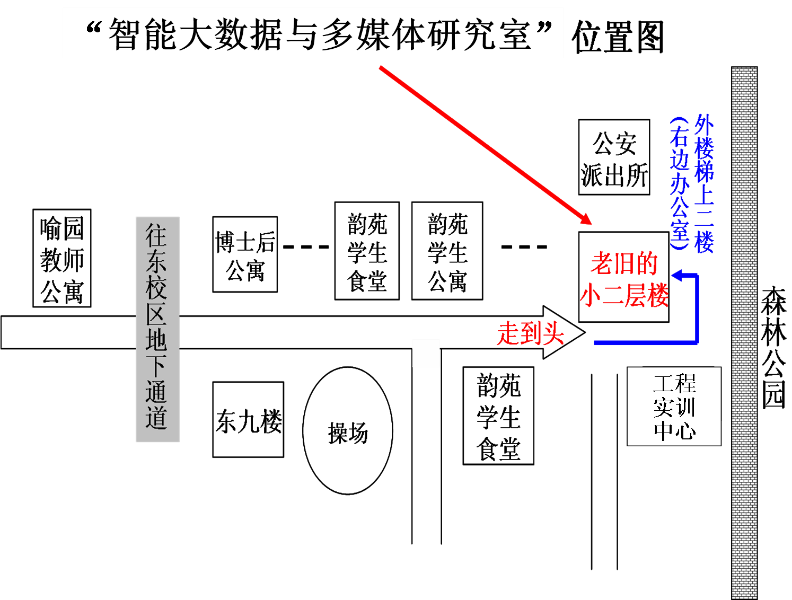 “智能大数据与多媒体研究室”位置图
公安
派出所
外楼梯上二楼
(右边办公室)
喻园
教师
公寓
往东校区地下通道
博士后
公寓
韵苑
学生
食堂
韵苑
学生
公寓
老旧的
小二层楼
走到头
森林公园
东九楼
操场
韵苑
学生
食堂
工程
实训
中心